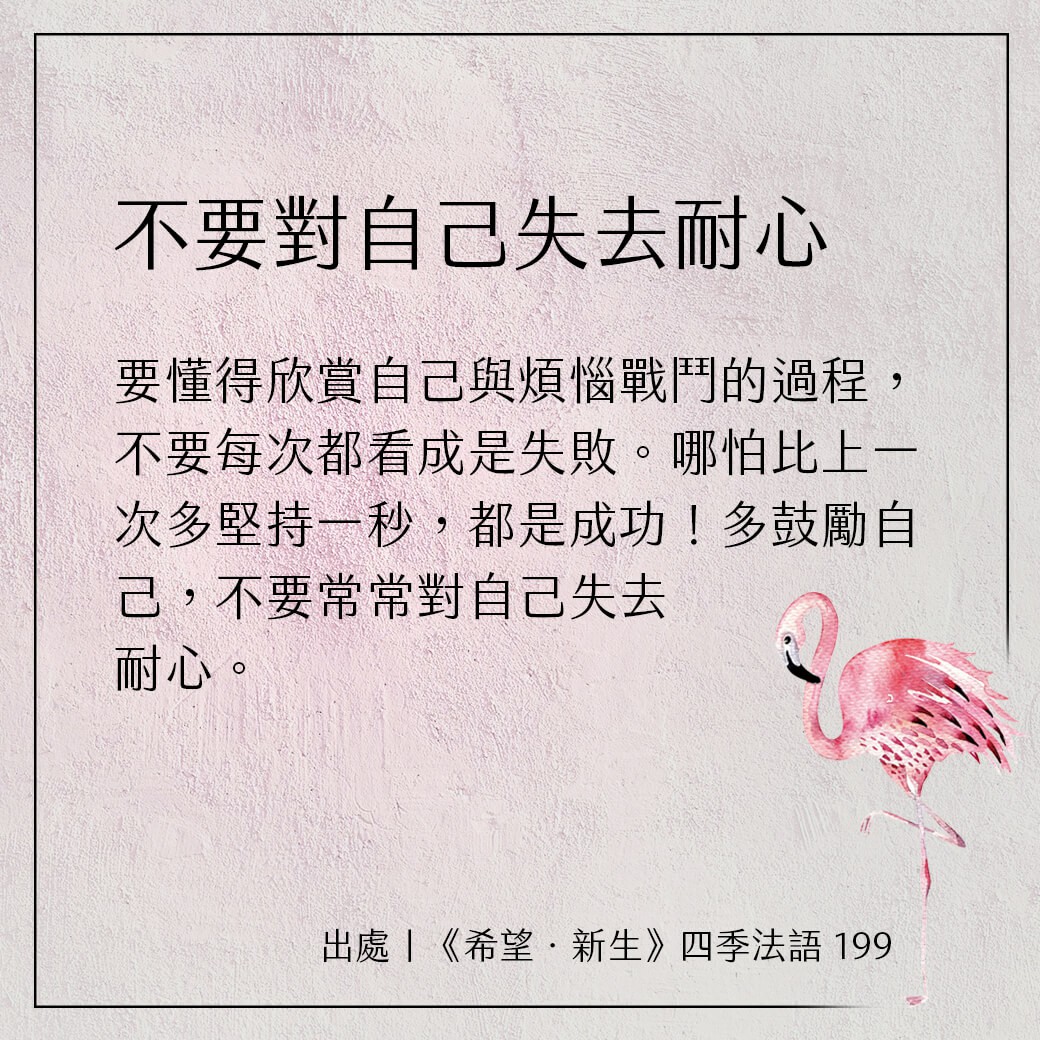 不要對自己失去耐心
要懂得欣賞自己與煩惱戰鬥的過程，
不要每次都看成是失敗。哪怕比上一
次多堅持一秒，都是成功！多鼓勵自
己，不要常常對自己失去
耐心。
出處｜《希望．新生》四季法語 199